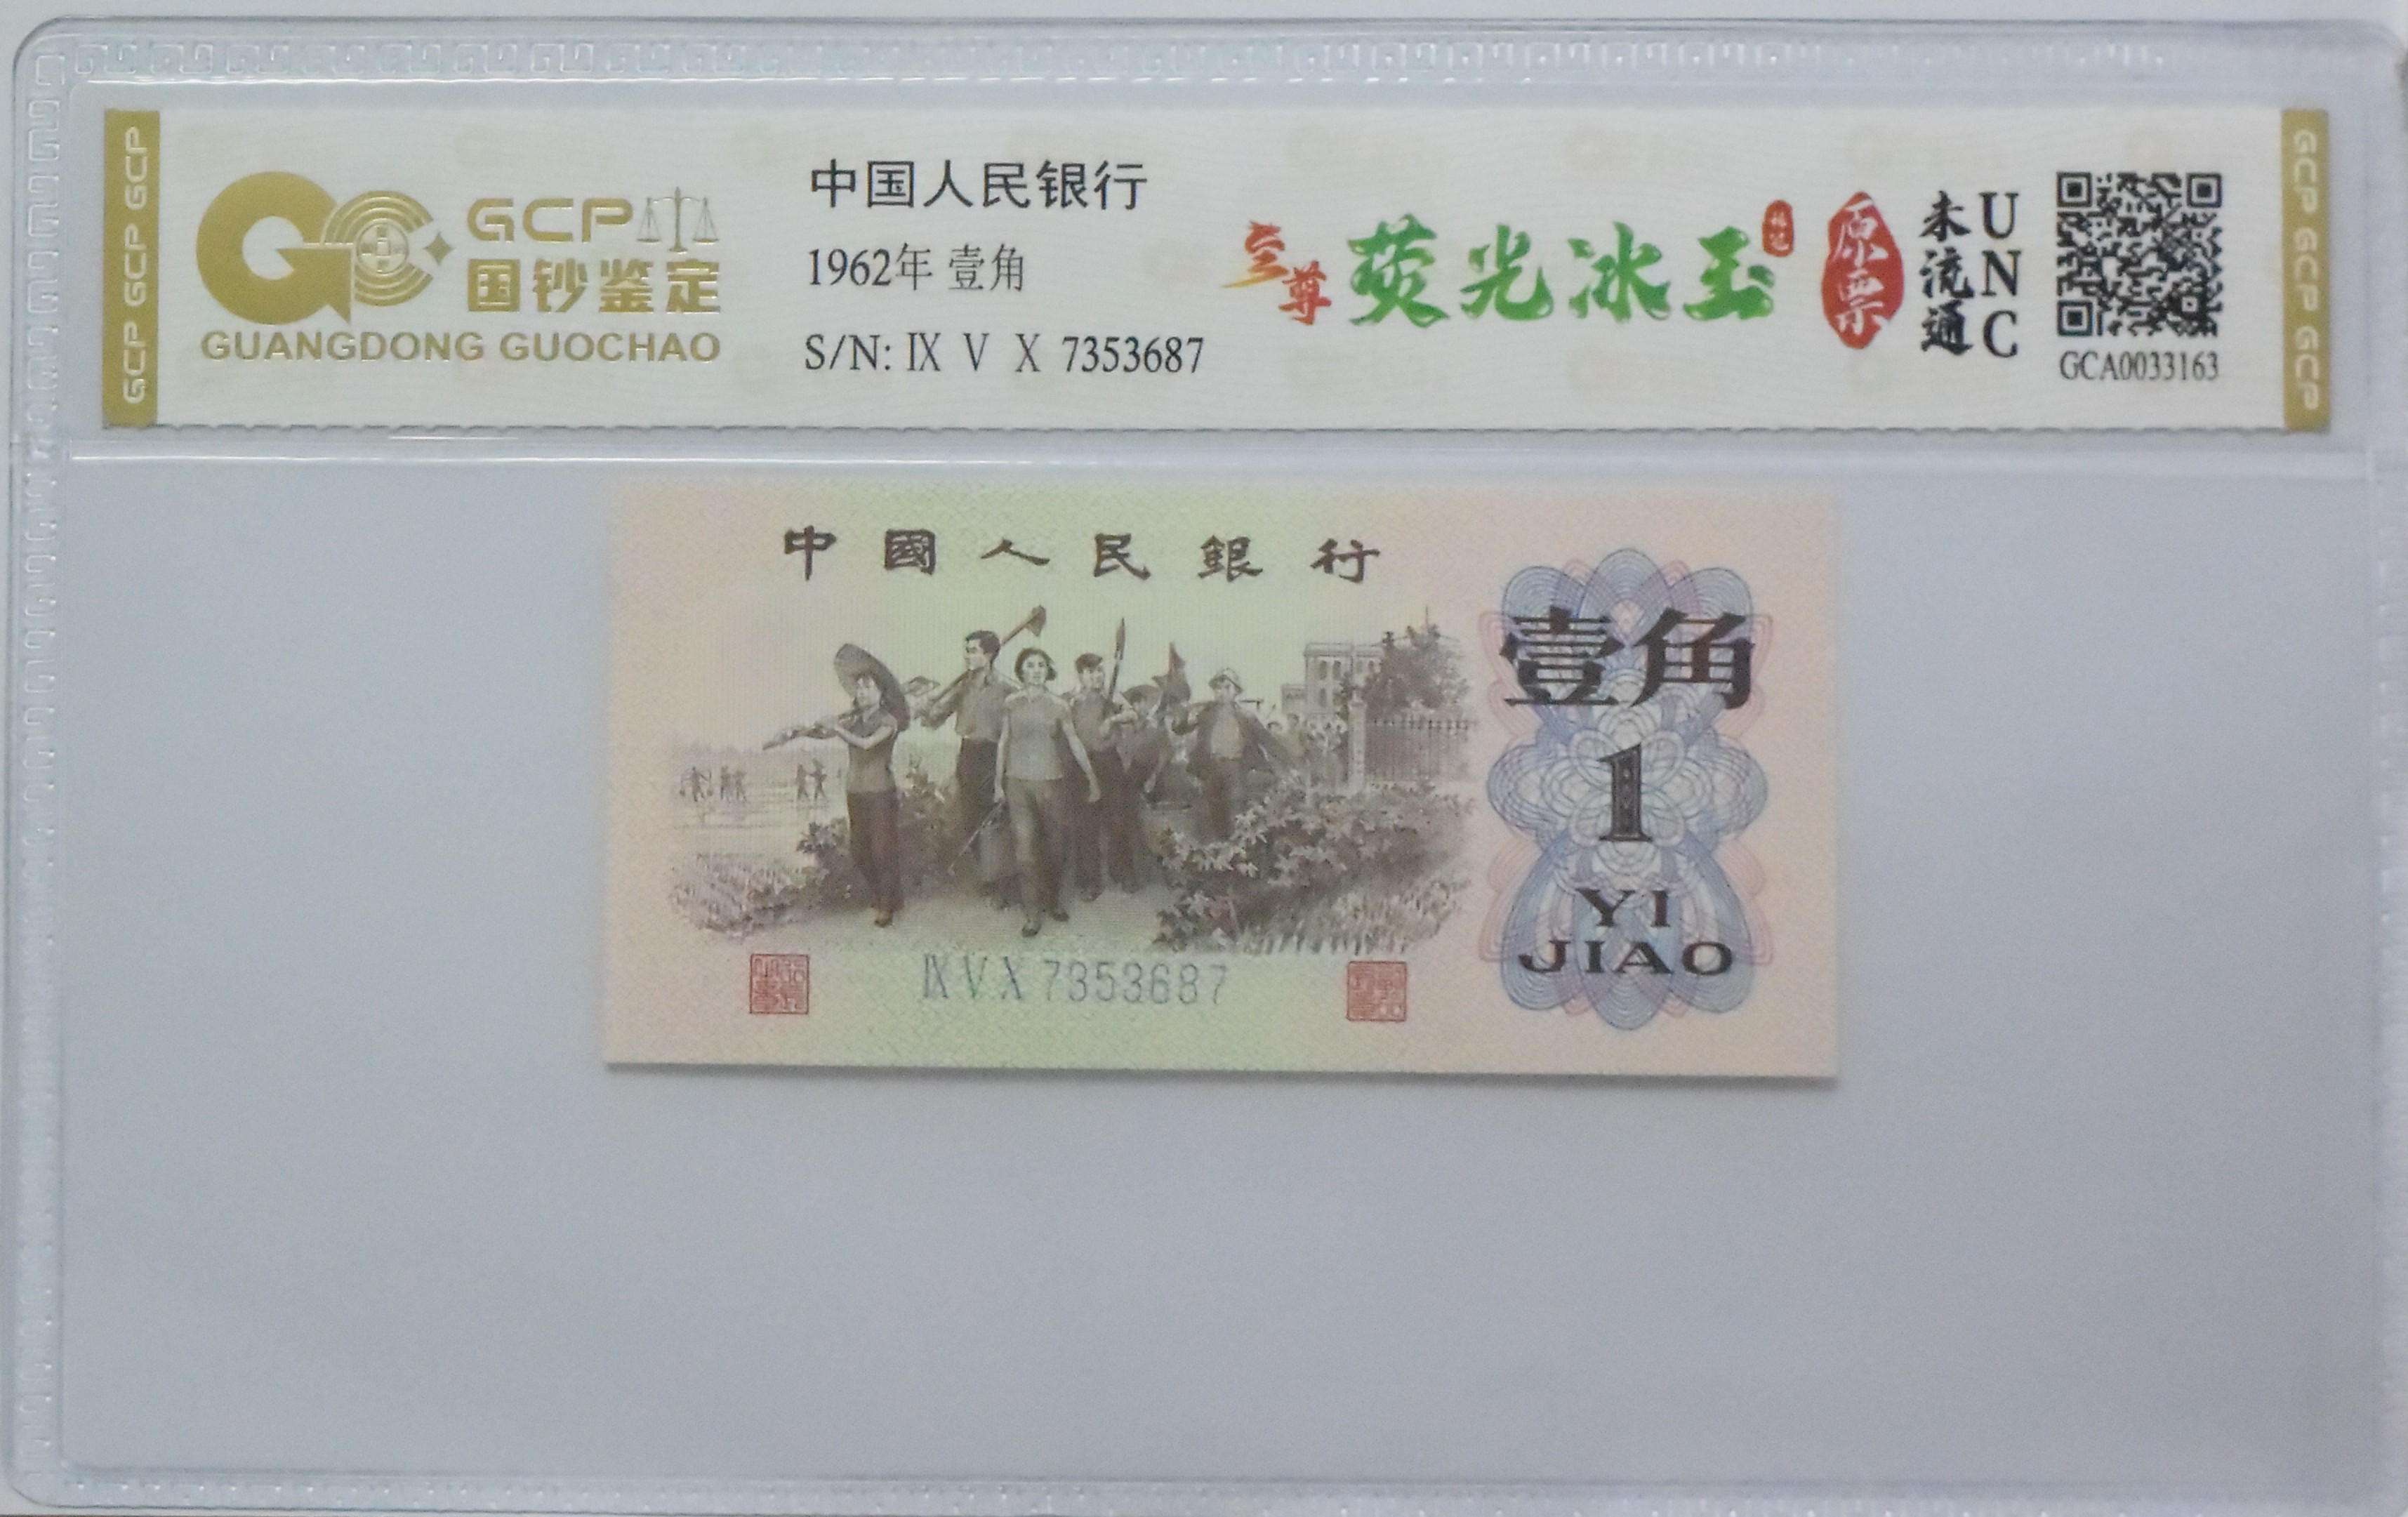 GCP GCP GCP
GCP
国钞鉴定
GUANGDONG GUOCHAO
中国人民银行
1962年 壹角
S/N: IX V X 7353687
至尊 荧光冰玉
原票
未流通
UNC
GCA0033163
GCP GCP GCP
中國人民銀行
壹角
1
YI
JIAO
IX V X 7353687